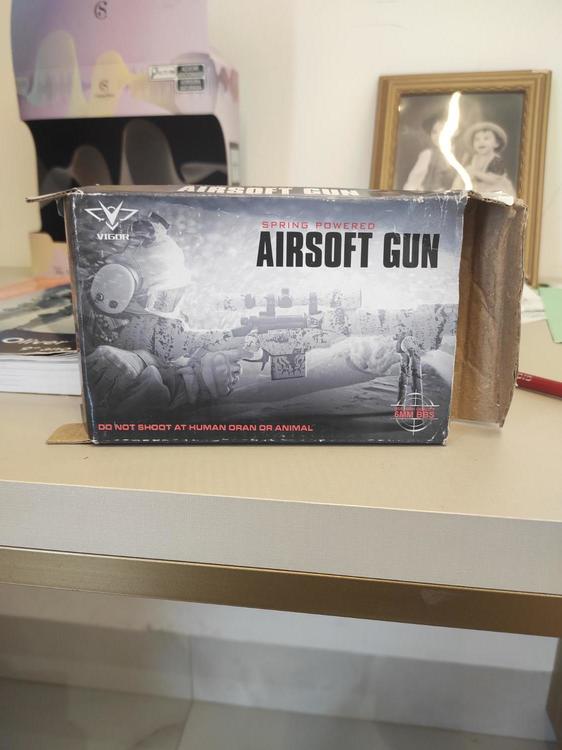 AIRSOFT GUN
VIGOR
SPRING POWERED
AIRSOFT GUN
6MM BBS
DO NOT SHOOT AT HUMAN ORAN OR ANIMAL